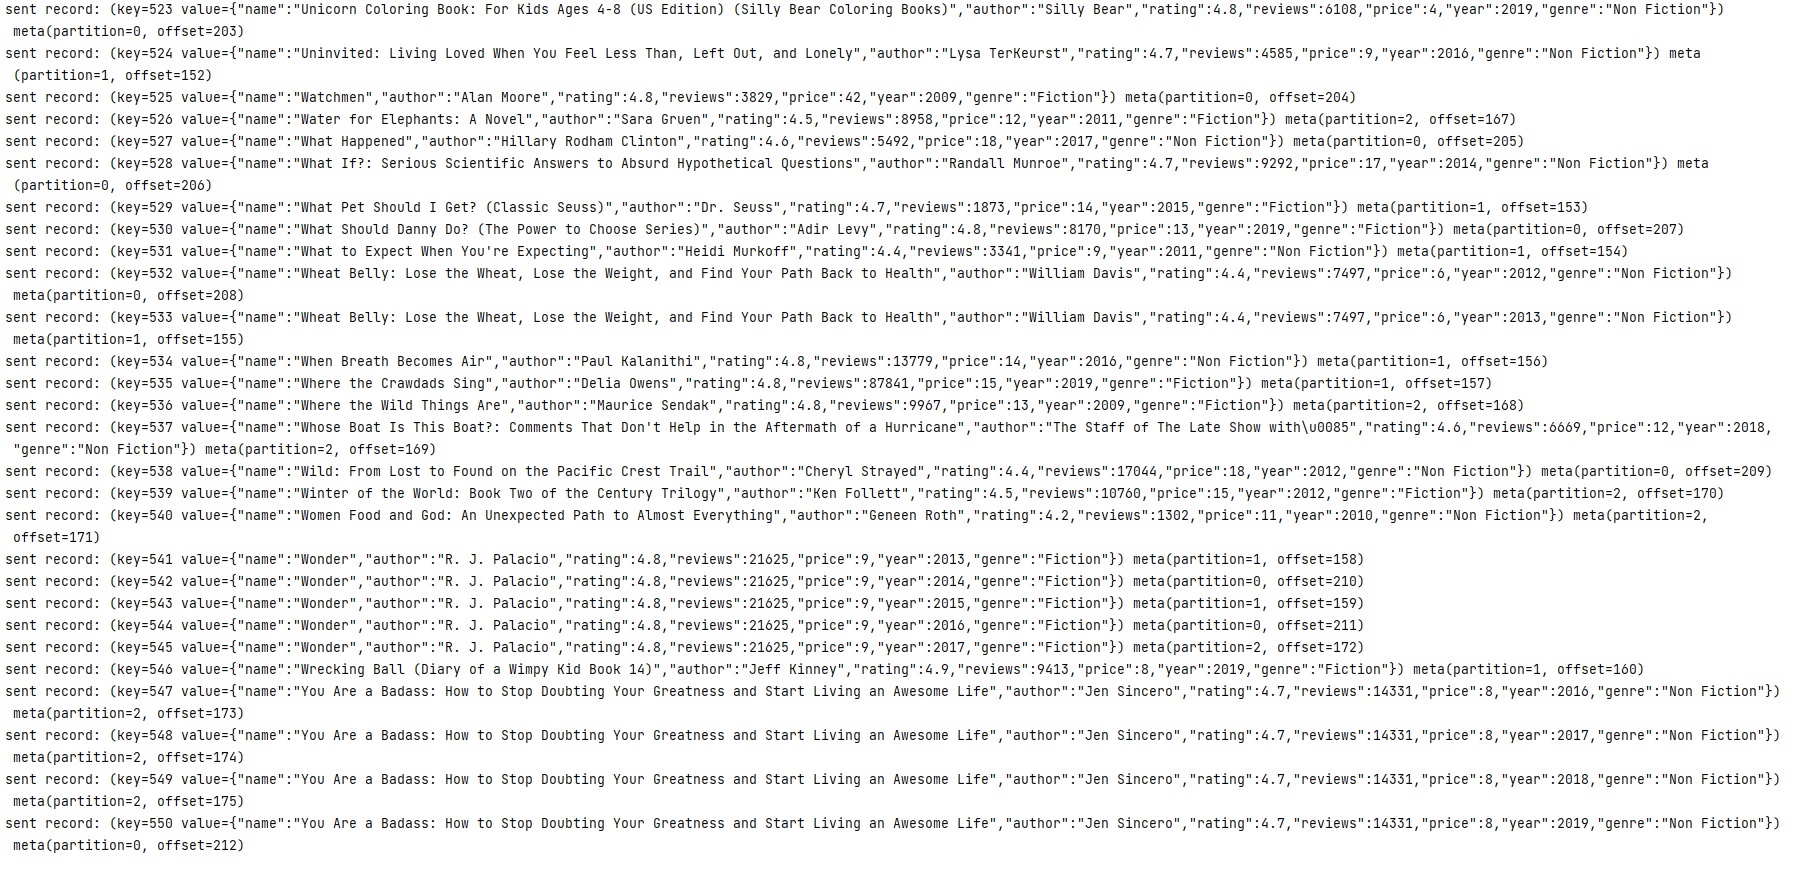 sent record: (key=523 value={"name":"Unicorn Coloring Book: For Kids Ages 4-8 (US Edition) (Silly Bear Coloring Books)","author":"Silly Bear","rating":4.8,"reviews":6108,"price":4,"year":2019,"genre":"Non Fiction"})
meta(partition=0, offset=203)
sent record: (key=524 value={"name":"Uninvited: Living Loved When You Feel Less Than, Left Out, and Lonely","author":"Lysa TerKeurst","rating":4.7,"reviews":4585,"price":9,"year":2016,"genre":"Non Fiction"}) meta
(partition=1, offset=152)
sent record: (key=525 value={"name":"Watchmen","author":"Alan Moore","rating":4.8,"reviews":3829,"price":42,"year":2009,"genre":"Fiction"}) meta(partition=0, offset=204)
sent record: (key=526 value={"name":"Water for Elephants: A Novel","author":"Sara Gruen","rating":4.5,"reviews":8958,"price":12,"year":2011,"genre":"Fiction"}) meta(partition=2, offset=167)
sent record: (key=527 value={"name":"What Happened","author":"Hillary Rodham Clinton","rating":4.6,"reviews":5492,"price":18,"year":2017,"genre":"Non Fiction"}) meta(partition=0, offset=205)
sent record: (key=528 value={"name":"What If?: Serious Scientific Answers to Absurd Hypothetical Questions","author":"Randall Munroe","rating":4.7,"reviews":9292,"price":17,"year":2014,"genre":"Non Fiction"}) meta
(partition=0, offset=206)
sent record: (key=529 value={"name":"What Pet Should I Get? (Classic Seuss)","author":"Dr. Seuss","rating":4.7,"reviews":1873,"price":14,"year":2015,"genre":"Fiction"}) meta(partition=1, offset=153)
sent record: (key=530 value={"name":"What Should Danny Do? (The Power to Choose Series)","author":"Adir Levy","rating":4.8,"reviews":8170,"price":13,"year":2019,"genre":"Fiction"}) meta(partition=0, offset=207)
sent record: (key=531 value={"name":"What to Expect When You're Expecting","author":"Heidi Murkoff","rating":4.4,"reviews":3341,"price":9,"year":2011,"genre":"Non Fiction"}) meta(partition=1, offset=154)
sent record: (key=532 value={"name":"Wheat Belly: Lose the Wheat, Lose the Weight, and Find Your Path Back to Health","author":"William Davis","rating":4.4,"reviews":7497,"price":6,"year":2012,"genre":"Non Fiction"})
meta(partition=0, offset=208)
sent record: (key=533 value={"name":"Wheat Belly: Lose the Wheat, Lose the Weight, and Find Your Path Back to Health","author":"William Davis","rating":4.4,"reviews":7497,"price":6,"year":2013,"genre":"Non Fiction"})
meta(partition=1, offset=155)
sent record: (key=534 value={"name":"When Breath Becomes Air","author":"Paul Kalanithi","rating":4.8,"reviews":13779,"price":14,"year":2016,"genre":"Non Fiction"}) meta(partition=1, offset=156)
sent record: (key=535 value={"name":"Where the Crawdads Sing","author":"Delia Owens","rating":4.8,"reviews":87841,"price":15,"year":2019,"genre":"Fiction"}) meta(partition=1, offset=157)
sent record: (key=536 value={"name":"Where the Wild Things Are","author":"Maurice Sendak","rating":4.8,"reviews":9967,"price":13,"year":2009,"genre":"Fiction"}) meta(partition=2, offset=168)
sent record: (key=537 value={"name":"Whose Boat Is This Boat?: Comments That Don't Help in the Aftermath of a Hurricane","author":"The Staff of The Late Show with\u0085","rating":4.6,"reviews":6669,"price":12,"year":2018,
"genre":"Non Fiction"}) meta(partition=2, offset=169)
sent record: (key=538 value={"name":"Wild: From Lost to Found on the Pacific Crest Trail","author":"Cheryl Strayed","rating":4.4,"reviews":17044,"price":18,"year":2012,"genre":"Non Fiction"}) meta(partition=0, offset=209)
sent record: (key=539 value={"name":"Winter of the World: Book Two of the Century Trilogy","author":"Ken Follett","rating":4.5,"reviews":10760,"price":15,"year":2012,"genre":"Fiction"}) meta(partition=2, offset=170)
sent record: (key=540 value={"name":"Women Food and God: An Unexpected Path to Almost Everything","author":"Geneen Roth","rating":4.2,"reviews":1302,"price":11,"year":2010,"genre":"Non Fiction"}) meta(partition=2,
offset=171)
sent record: (key=541 value={"name":"Wonder","author":"R. J. Palacio","rating":4.8,"reviews":21625,"price":9,"year":2013,"genre":"Fiction"}) meta(partition=1, offset=158)
sent record: (key=542 value={"name":"Wonder","author":"R. J. Palacio","rating":4.8,"reviews":21625,"price":9,"year":2014,"genre":"Fiction"}) meta(partition=0, offset=210)
sent record: (key=543 value={"name":"Wonder","author":"R. J. Palacio","rating":4.8,"reviews":21625,"price":9,"year":2015,"genre":"Fiction"}) meta(partition=1, offset=159)
sent record: (key=544 value={"name":"Wonder","author":"R. J. Palacio","rating":4.8,"reviews":21625,"price":9,"year":2016,"genre":"Fiction"}) meta(partition=0, offset=211)
sent record: (key=545 value={"name":"Wonder","author":"R. J. Palacio","rating":4.8,"reviews":21625,"price":9,"year":2017,"genre":"Fiction"}) meta(partition=2, offset=172)
sent record: (key=546 value={"name":"Wrecking Ball (Diary of a Wimpy Kid Book 14)","author":"Jeff Kinney","rating":4.9,"reviews":9413,"price":8,"year":2019,"genre":"Fiction"}) meta(partition=1, offset=160)
sent record: (key=547 value={"name":"You Are a Badass: How to Stop Doubting Your Greatness and Start Living an Awesome Life","author":"Jen Sincero","rating":4.7,"reviews":14331,"price":8,"year":2016,"genre":"Non Fiction"})
meta(partition=2, offset=173)
sent record: (key=548 value={"name":"You Are a Badass: How to Stop Doubting Your Greatness and Start Living an Awesome Life","author":"Jen Sincero","rating":4.7,"reviews":14331,"price":8,"year":2017,"genre":"Non Fiction"})
meta(partition=2, offset=174)
sent record: (key=549 value={"name":"You Are a Badass: How to Stop Doubting Your Greatness and Start Living an Awesome Life","author":"Jen Sincero","rating":4.7,"reviews":14331,"price":8,"year":2018,"genre":"Non Fiction"})
meta(partition=2, offset=175)
sent record: (key=550 value={"name":"You Are a Badass: How to Stop Doubting Your Greatness and Start Living an Awesome Life","author":"Jen Sincero","rating":4.7,"reviews":14331,"price":8,"year":2019,"genre":"Non Fiction"})
meta(partition=0, offset=212)